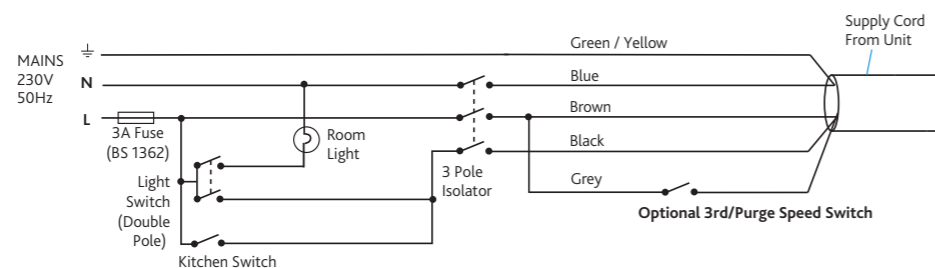 Supply Cord
From Unit
Green / Yellow
MAINS
230V
50Hz
N
Blue
L
Brown
3A Fuse
(BS 1362)
Room
Light
Black
3 Pole
Isolator
Light
Switch
(Double
Pole)
Grey
Optional 3rd/Purge Speed Switch
Kitchen Switch